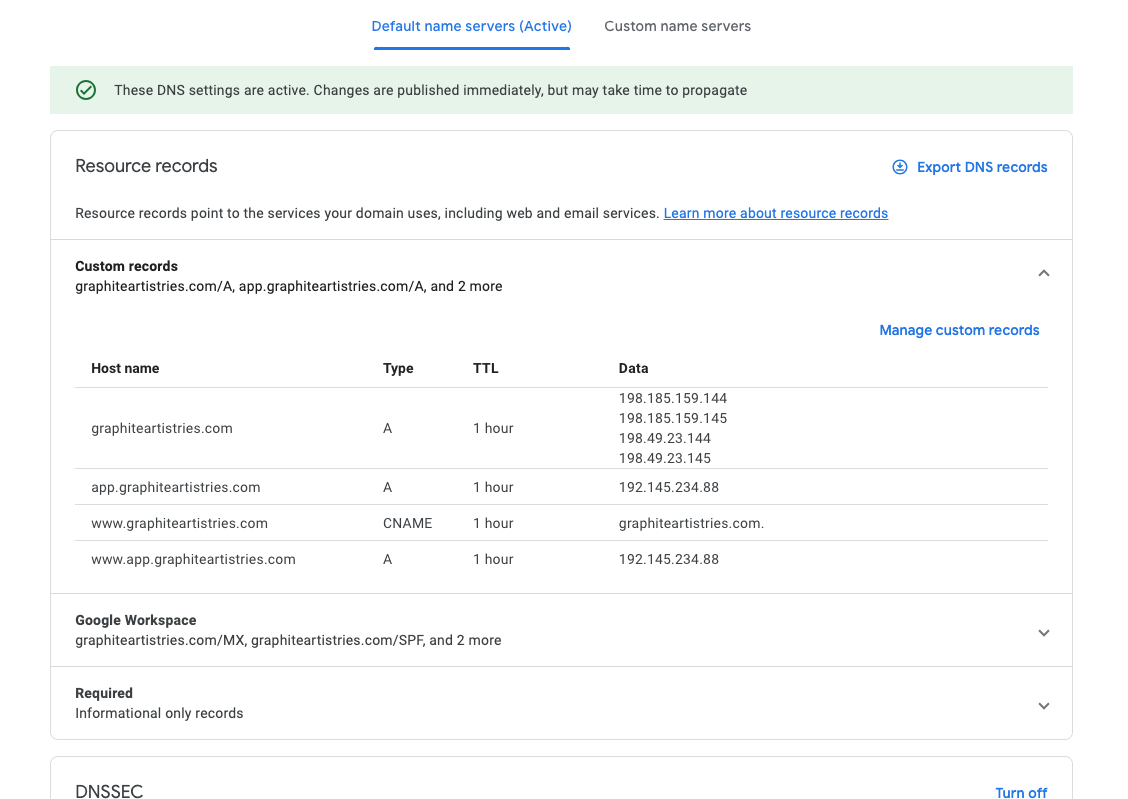 Default name servers (Active) Custom name servers
These DNS settings are active. Changes are published immediately, but may take time to propagate
Resource records
Export DNS records
Resource records point to the services your domain uses, including web and email services. Learn more about resource records
Custom records
graphiteartistries.com/A, app.graphiteartistries.com/A, and 2 more
Manage custom records
Host name Type TTL Data
graphiteartistries.com A 1 hour 198.185.159.144
198.185.159.145
198.49.23.144
198.49.23.145
app.graphiteartistries.com A 1 hour 192.145.234.88
www.graphiteartistries.com CNAME 1 hour graphiteartistries.com.
www.app.graphiteartistries.com A 1 hour 192.145.234.88
Google Workspace
graphiteartistries.com/MX, graphiteartistries.com/SPF, and 2 more
Required
Informational only records
DNSSEC Turn off